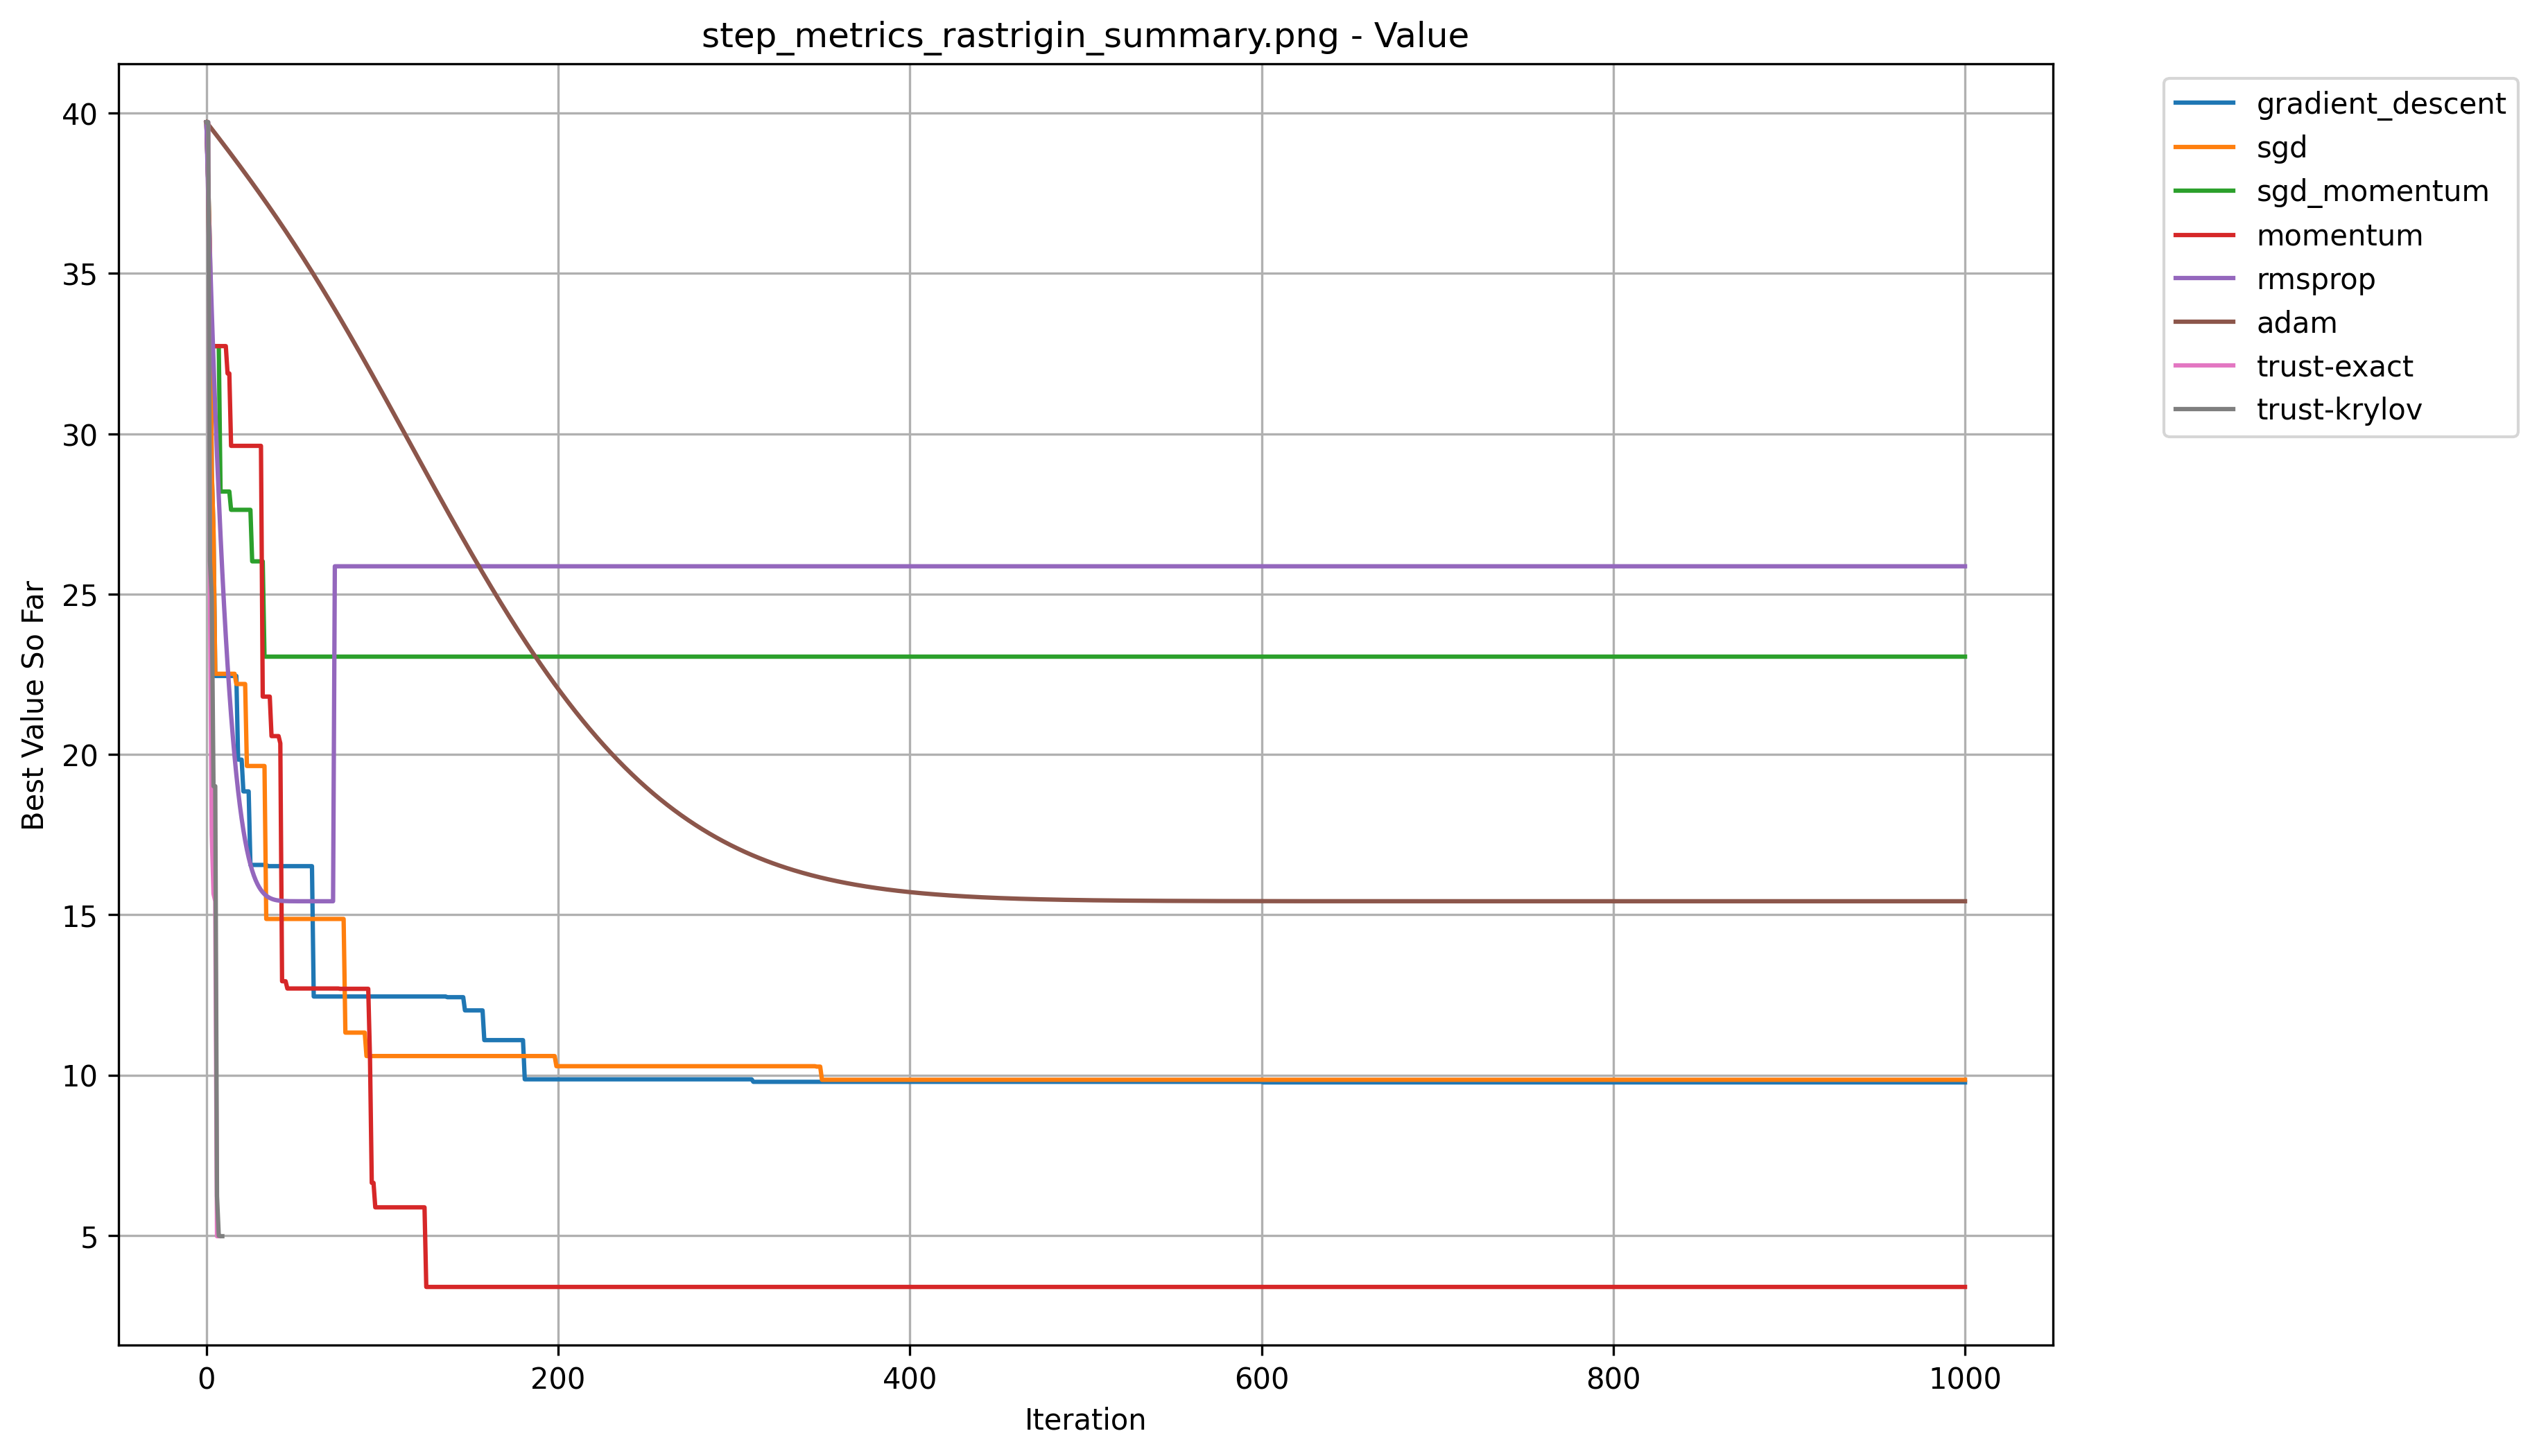 step_metrics_rastrigin_summary.png - Value
40
35
30
25
20
15
10
5
Best Value So Far
0
200
400
600
800
1000
Iteration
gradient_descent
sgd
sgd_momentum
momentum
rmsprop
adam
trust-exact
trust-krylov